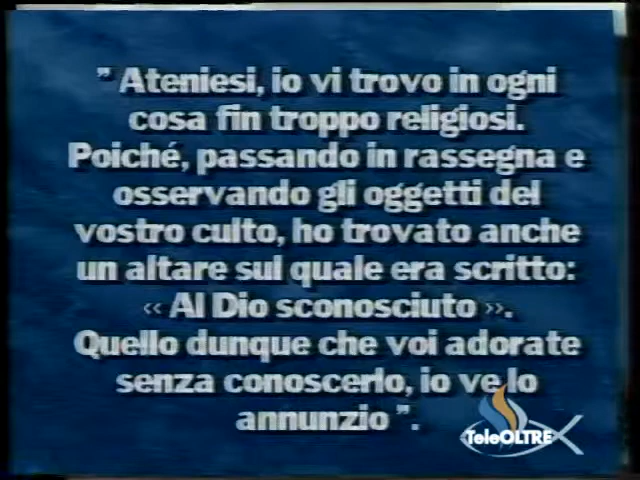 " Ateniesi, io vi trovo in ogni
cosa fin troppo religiosi.
Poiché, passando in rassegna e
osservando gli oggetti del
vostro culto, ho trovato anche
un altare sul quale era scritto:
‹‹ Al Dio sconosciuto ››.
Quello dunque che voi adorate
senza conoscerlo, io ve lo
annunzio ".
TeleOLTRE